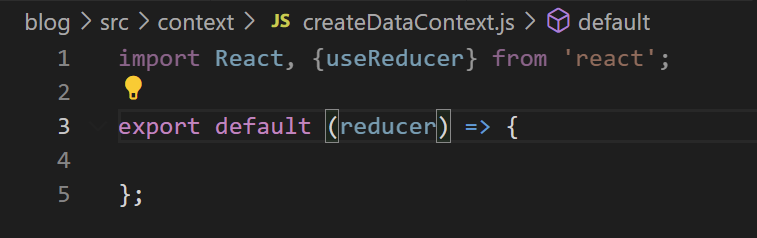 blog > src > context > JS createDataContext.js > default
1 import React, {useReducer} from 'react';
2
3 export default (reducer) => {
4
5 };